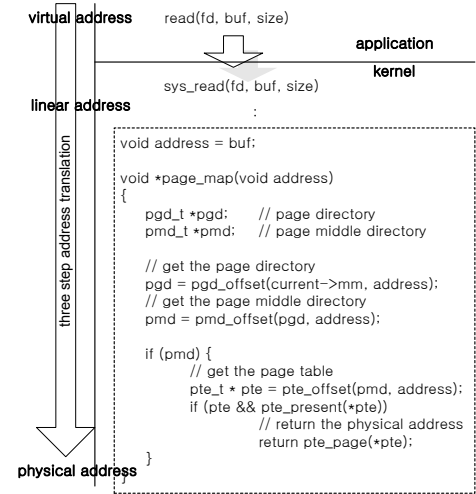 virtual address
read(fd, buf, size)
application
kernel
sys_read(fd, buf, size)
linear address
:
three step address translation
void address = buf;
void *page_map(void address)
{
pgd_t *pgd; // page directory
pmd_t *pmd; // page middle directory
// get the page directory
pgd = pgd_offset(current->mm, address);
// get the page middle directory
pmd = pmd_offset(pgd, address);
if (pmd) {
// get the page table
pte_t * pte = pte_offset(pmd, address);
if (pte && pte_present(*pte))
// return the physical address
return pte_page(*pte);
}
physical address
}